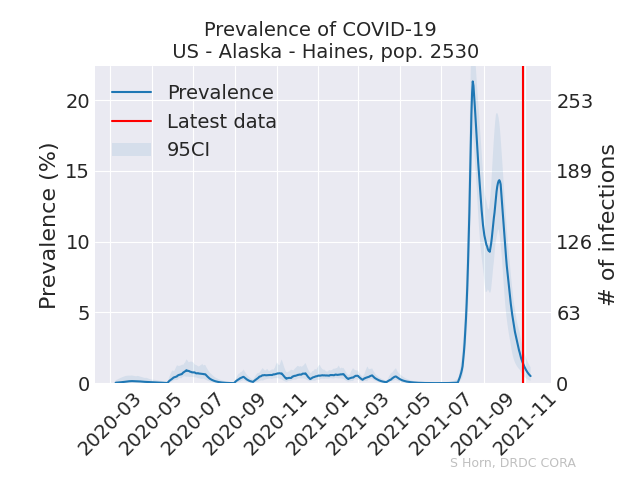 Prevalence of COVID-19
US - Alaska - Haines, pop. 2530
Prevalence
Latest data
95CI
Prevalence (%)
20
15
10
5
0
# of infections
253
189
126
63
0
2020-03
2020-05
2020-07
2020-09
2020-11
2021-01
2021-03
2021-05
2021-07
2021-09
2021-11
S Horn, DRDC CORA